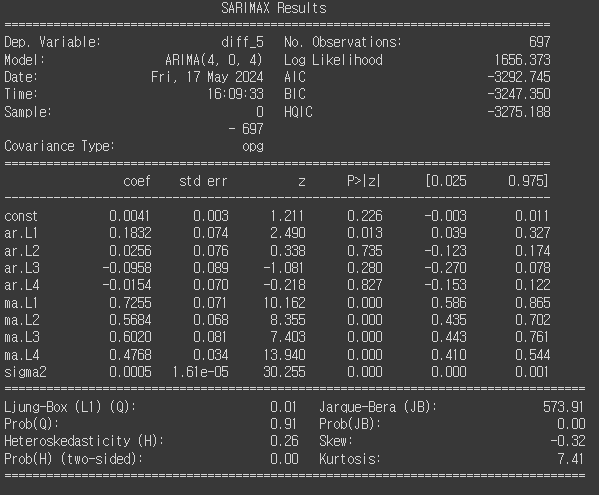 SARIMAX Results
==============================================================================
Dep. Variable: diff_5 No. Observations: 697
Model: ARIMA(4, 0, 4) Log Likelihood 1656.373
Date: Fri, 17 May 2024 AIC -3292.745
Time: 16:09:33 BIC -3247.350
Sample: 0 HQIC -3275.188
- 697
Covariance Type: opg
==============================================================================
coef std err z P>|z| [0.025 0.975]
------------------------------------------------------------------------------
const 0.0041 0.003 1.211 0.226 -0.003 0.011
ar.L1 0.1832 0.074 2.490 0.013 0.039 0.327
ar.L2 0.0256 0.076 0.338 0.735 -0.123 0.174
ar.L3 -0.0958 0.089 -1.081 0.280 -0.270 0.078
ar.L4 -0.0154 0.070 -0.218 0.827 -0.153 0.122
ma.L1 0.7255 0.071 10.162 0.000 0.586 0.865
ma.L2 0.5684 0.068 8.355 0.000 0.435 0.702
ma.L3 0.6020 0.081 7.403 0.000 0.443 0.761
ma.L4 0.4768 0.034 13.940 0.000 0.410 0.544
sigma2 0.0005 1.61e-05 30.255 0.000 0.000 0.001
===================================================================================
Ljung-Box (L1) (Q): 0.01 Jarque-Bera (JB): 573.91
Prob(Q): 0.91 Prob(JB): 0.00
Heteroskedasticity (H): 0.26 Skew: -0.32
Prob(H) (two-sided): 0.00 Kurtosis: 7.41
===================================================================================